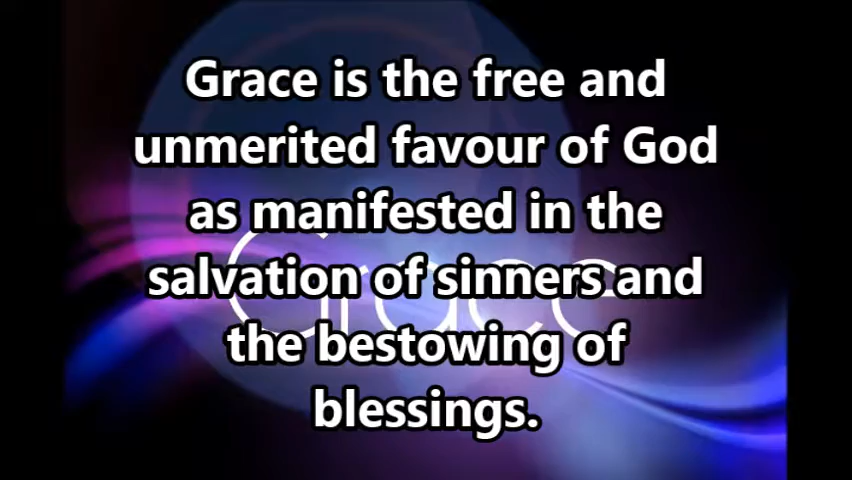 Grace is the free and
unmerited favour of God
as manifested in the
salvation of sinners and
the bestowing of
blessings.
Grace